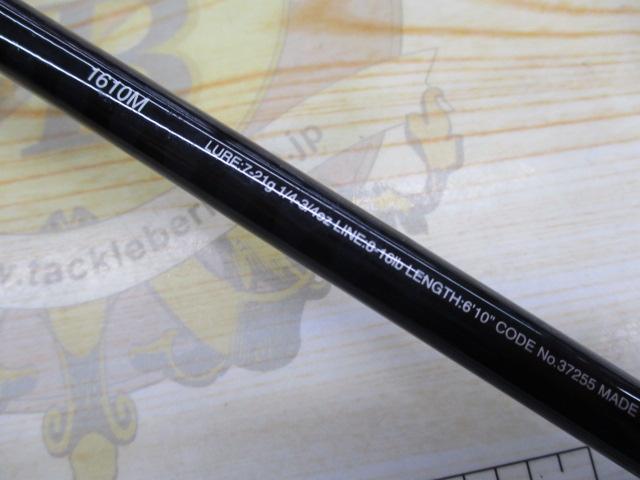 1610M
LURE:7-21g 1/4-3/4oz LINE:8-16lb LENGTH:6'10" CODE No.37255 MADE
.jp
w.tackleber